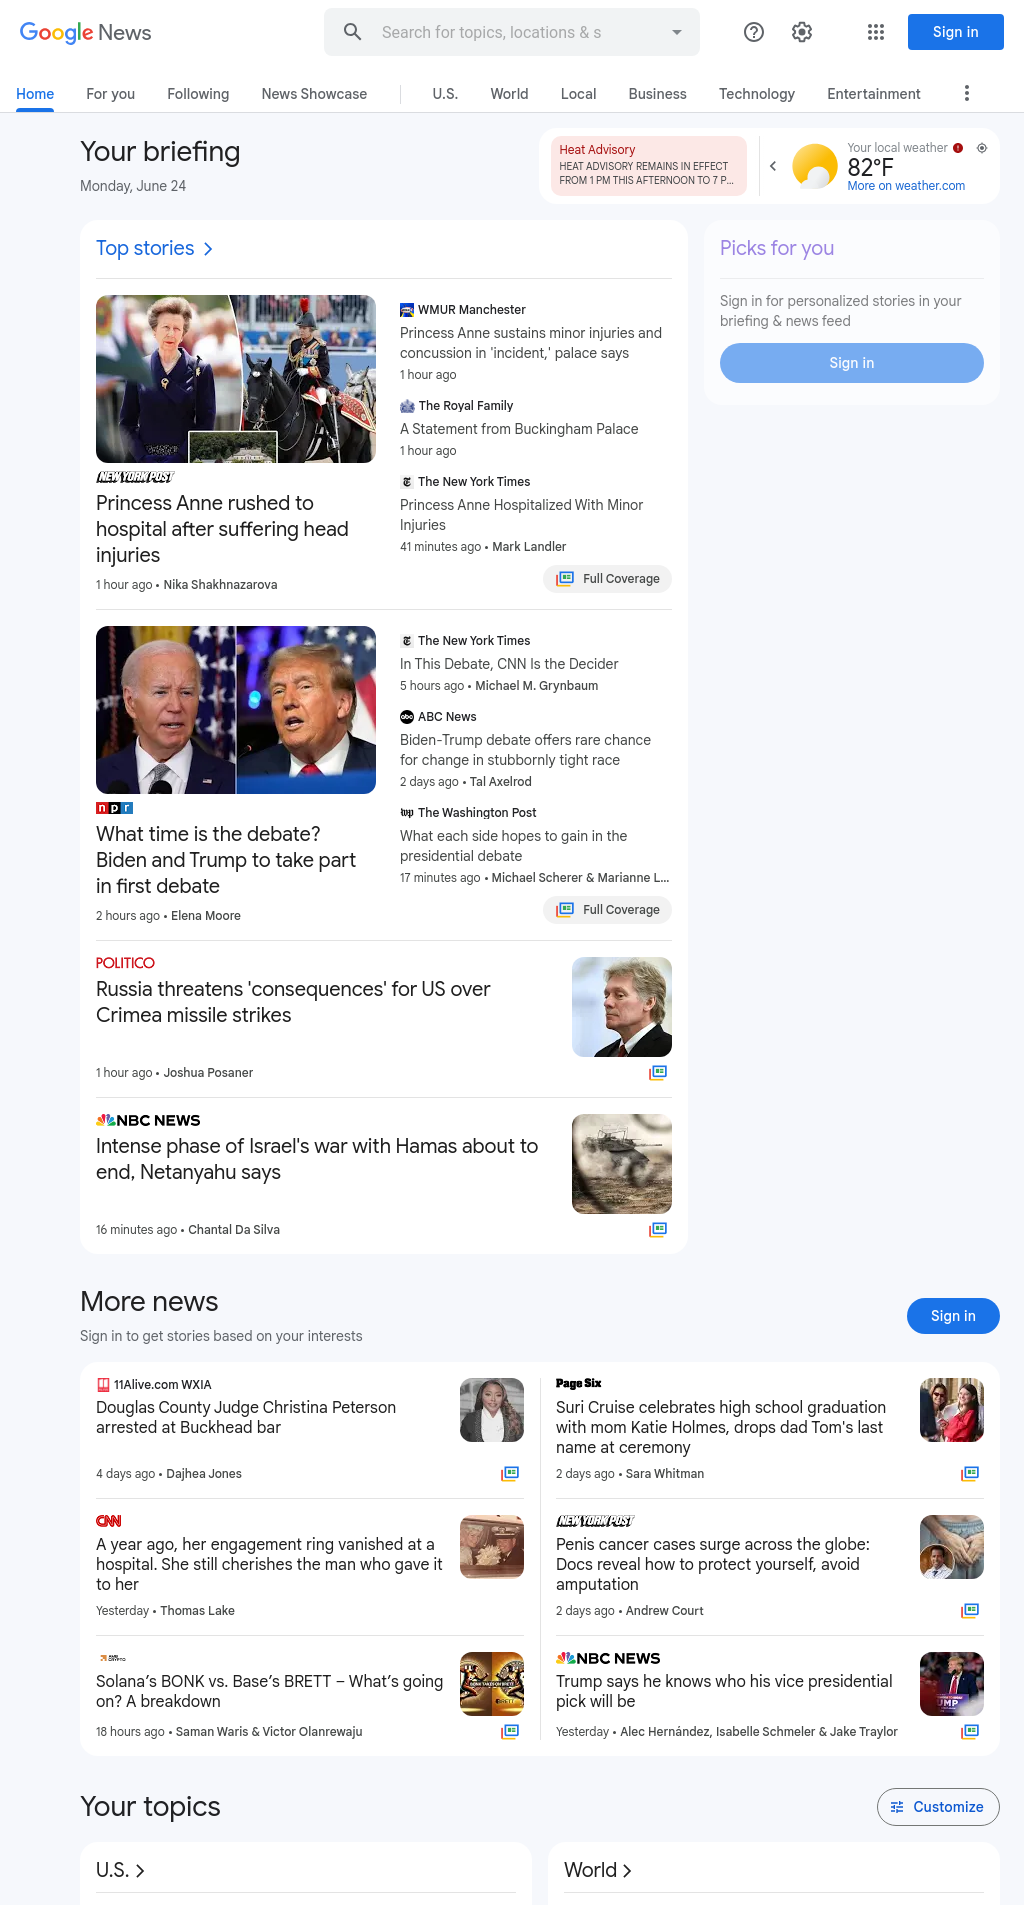 Google News
Search for topics, locations & s
Sign in
Home
For you
Following
News Showcase
U.S.
World
Local
Business
Technology
Entertainment
Your briefing
Monday, June 24
Heat Advisory
HEAT ADVISORY REMAINS IN EFFECT
FROM 1 PM THIS AFTERNOON TO 7 P...
Your local weather
82°F
More on weather.com
Top stories
NEW YORK POST
Princess Anne rushed to
hospital after suffering head
injuries
1 hour ago • Nika Shakhnazarova
WMUR Manchester
Princess Anne sustains minor injuries and
concussion in 'incident,' palace says
1 hour ago
The Royal Family
A Statement from Buckingham Palace
1 hour ago
The New York Times
Princess Anne Hospitalized With Minor
Injuries
41 minutes ago • Mark Landler
Full Coverage
Picks for you
Sign in for personalized stories in your
briefing & news feed
Sign in
npr
What time is the debate?
Biden and Trump to take part
in first debate
2 hours ago • Elena Moore
The New York Times
In This Debate, CNN Is the Decider
5 hours ago • Michael M. Grynbaum
abc
ABC News
Biden-Trump debate offers rare chance
for change in stubbornly tight race
2 days ago • Tal Axelrod
wp
The Washington Post
What each side hopes to gain in the
presidential debate
17 minutes ago • Michael Scherer & Marianne L...
Full Coverage
POLITICO
Russia threatens 'consequences' for US over
Crimea missile strikes
1 hour ago • Joshua Posaner
NBC NEWS
Intense phase of Israel's war with Hamas about to
end, Netanyahu says
16 minutes ago • Chantal Da Silva
More news
Sign in to get stories based on your interests
Sign in
11Alive.com WXIA
Douglas County Judge Christina Peterson
arrested at Buckhead bar
4 days ago • Dajhea Jones
Page Six
Suri Cruise celebrates high school graduation
with mom Katie Holmes, drops dad Tom's last
name at ceremony
2 days ago • Sara Whitman
CNN
A year ago, her engagement ring vanished at a
hospital. She still cherishes the man who gave it
to her
Yesterday • Thomas Lake
NEW YORK POST
Penis cancer cases surge across the globe:
Docs reveal how to protect yourself, avoid
amputation
2 days ago • Andrew Court
Solana’s BONK vs. Base’s BRETT – What’s going
on? A breakdown
18 hours ago • Saman Waris & Victor Olanrewaju
BONK TAKES ON BRETT
NBC NEWS
Trump says he knows who his vice presidential
pick will be
Yesterday • Alec Hernández, Isabelle Schmeler & Jake Traylor
UMP
Your topics
Customize
U.S.
World